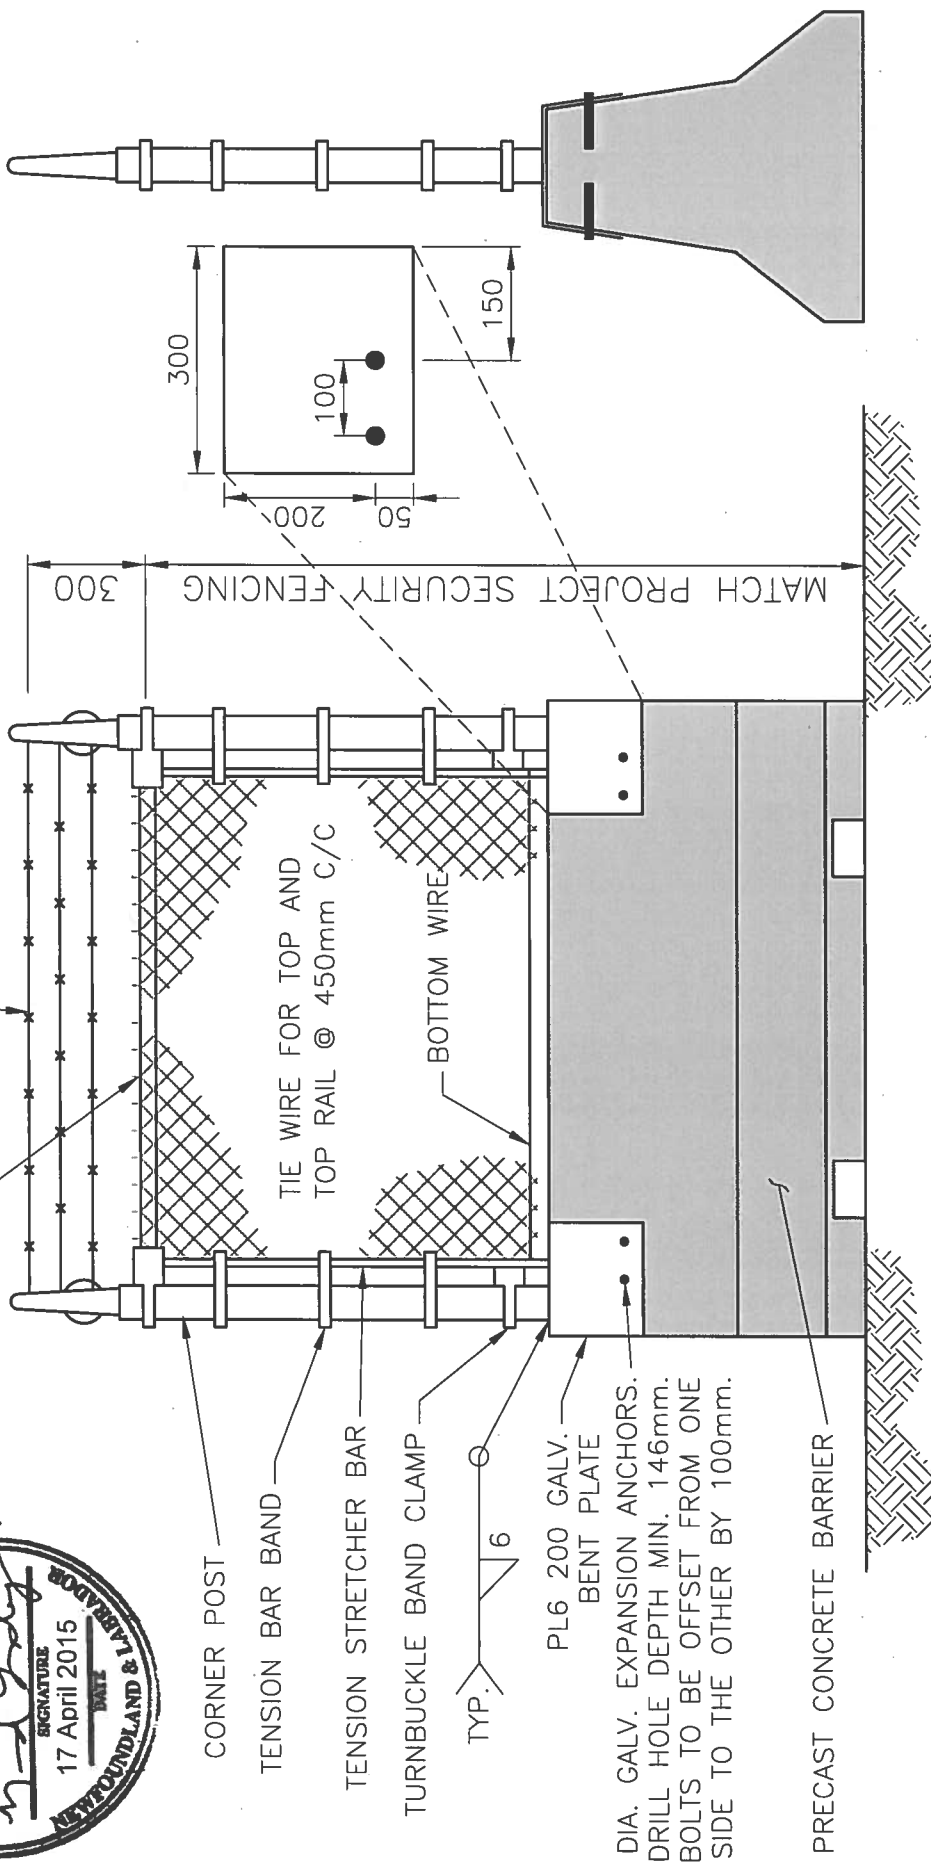 SIGNATURE
17 April 2015
DATE
NEWFOUNDLAND & LABRADOR
CORNER POST
TENSION BAR BAND
TENSION STRETCHER BAR
TURNBUCKLE BAND CLAMP
TYP.
6
PL6 200 GALV.
BENT PLATE
DIA. GALV. EXPANSION ANCHORS.
DRILL HOLE DEPTH MIN. 146mm.
BOLTS TO BE OFFSET FROM ONE
SIDE TO THE OTHER BY 100mm.
PRECAST CONCRETE BARRIER
TIE WIRE FOR TOP AND
TOP RAIL @ 450mm C/C
BOTTOM WIRE
300
MATCH PROJECT SECURITY FENCING
300
100
150
200
50